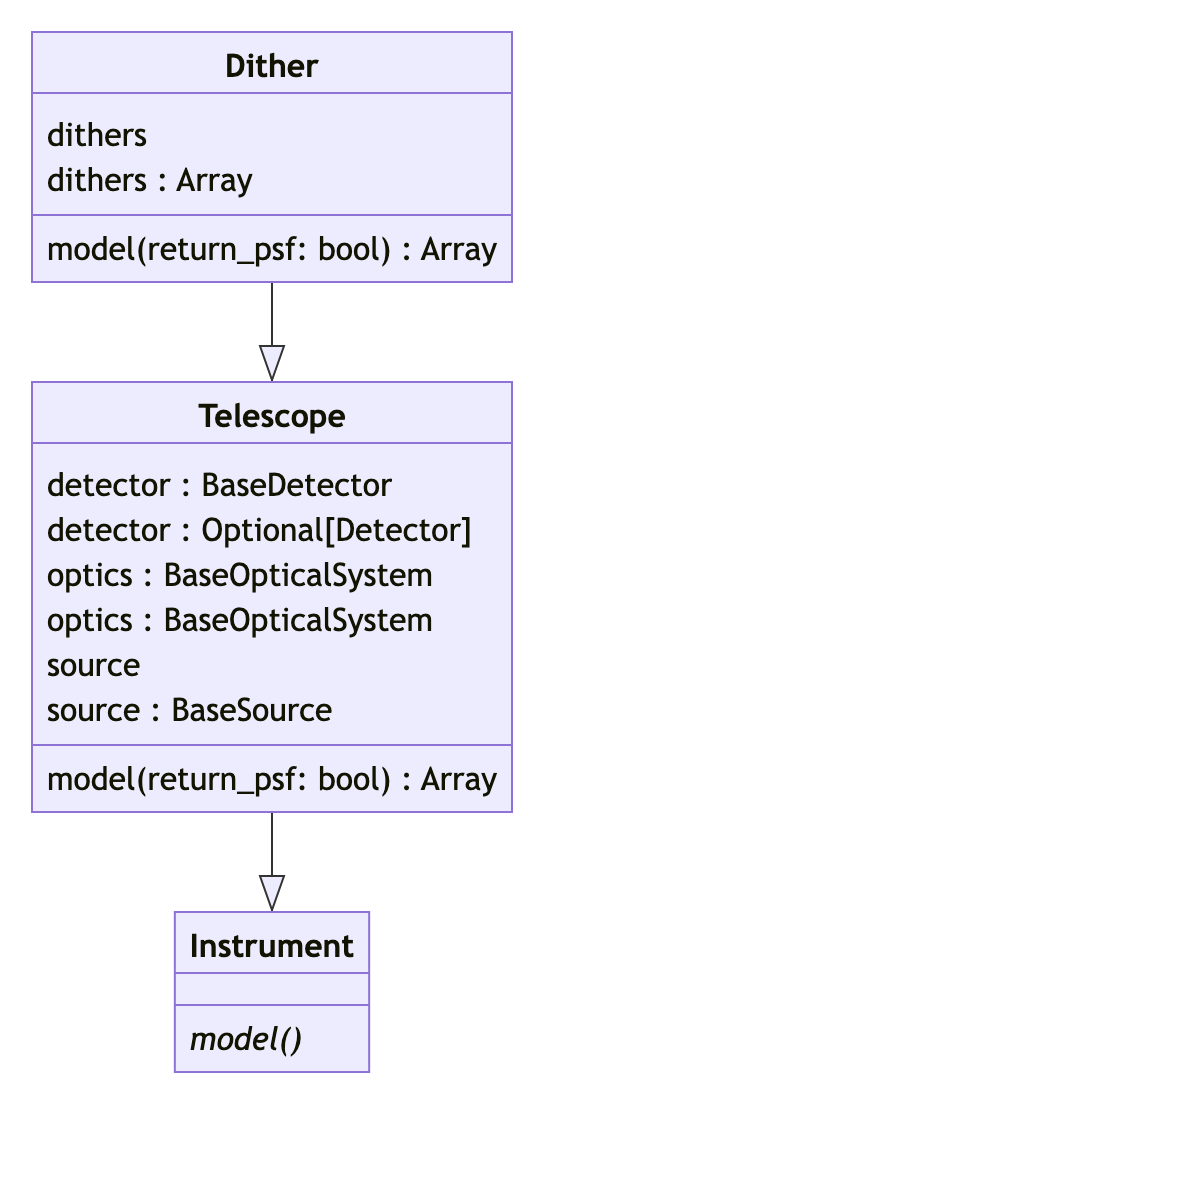 Dither
dithers
dithers : Array
model(return_psf: bool) : Array
Telescope
detector : BaseDetector
detector : Optional[Detector]
optics : BaseOpticalSystem
optics : BaseOpticalSystem
source
source : BaseSource
model(return_psf: bool) : Array
Instrument
model()